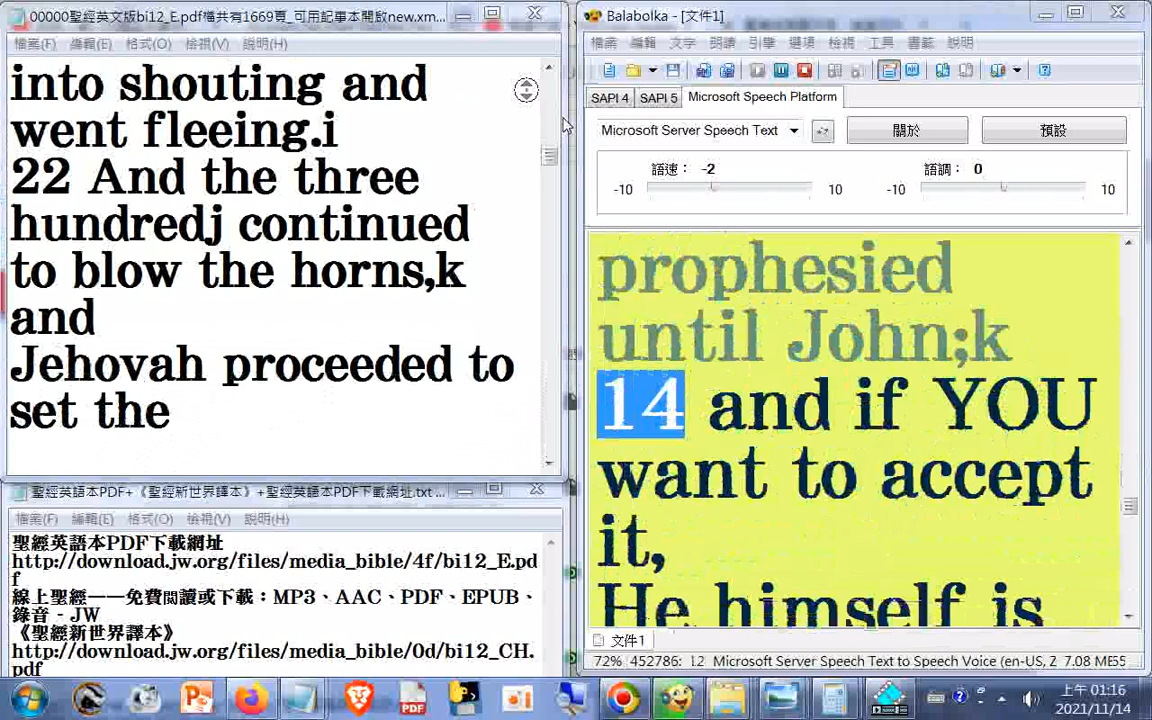 00000聖經英文版bi12_E.pdf檔共有1669頁_可用記事本開啟new.xm...
檔案(F) 編輯(E) 格式(O) 檢視(V) 說明(H)
into shouting and
went fleeing.i
22 And the three
hundredj continued
to blow the horns,k
and
Jehovah proceeded to
set the
聖經英語本PDF+《聖經新世界譯本》+聖經英語本PDF下載網址.txt ...
檔案(F) 編輯(E) 格式(O) 檢視(V) 說明(H)
聖經英語本PDF下載網址
http://download.jw.org/files/media_bible/4f/bi12_E.pd
f
線上聖經——免費閱讀或下載：MP3、AAC、PDF、EPUB、
錄音 - JW
《聖經新世界譯本》
http://download.jw.org/files/media_bible/0d/bi12_CH.
pdf
Balabolka - [文件1]
檔案 編輯 文字 朗讀 引擎 選項 檢視 工具 書籤 說明
SAPI 4 SAPI 5 Microsoft Speech Platform
Microsoft Server Speech Text 關於 預設
語速： -2 語調： 0
-10 10 -10 10
prophesied
until John;k
14 and if YOU
want to accept
it,
He himself is
文件1
72% 452786: 12 Microsoft Server Speech Text to Speech Voice (en-US, Z 7.08 ME55
上午 01:16
2021/11/14